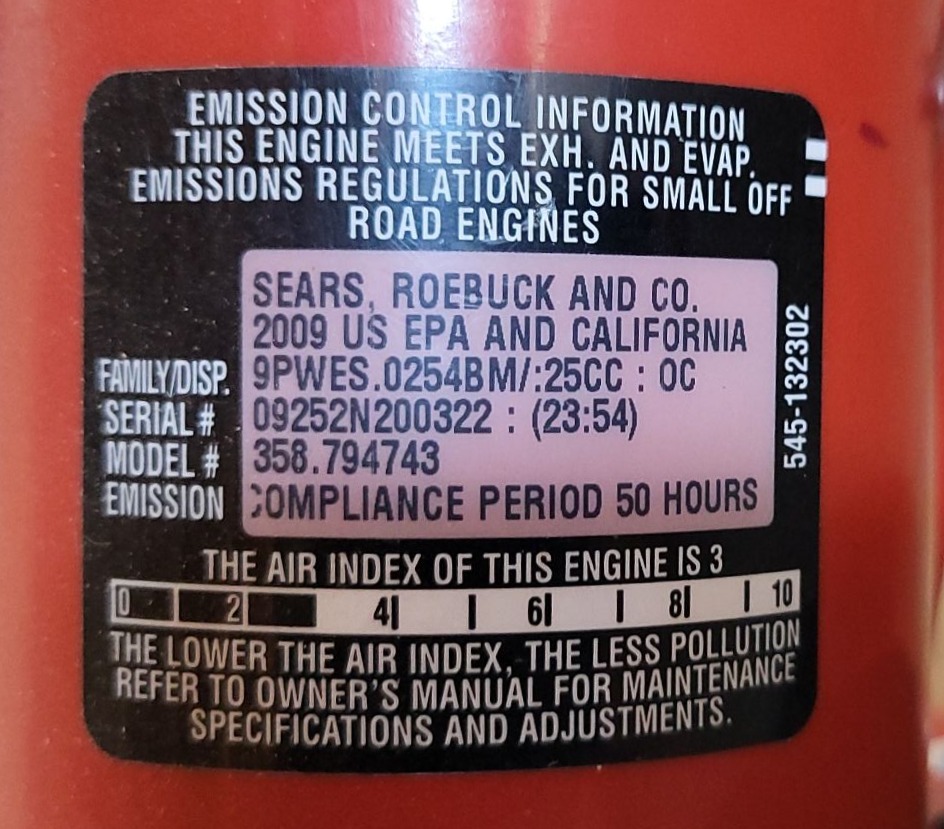 EMISSION CONTROL INFORMATION
THIS ENGINE MEETS EXH. AND EVAP.
EMISSIONS REGULATIONS FOR SMALL OFF
ROAD ENGINES
SEARS, ROEBUCK AND CO.
2009 US EPA AND CALIFORNIA
FAMILY/DISP. 9PWES.0254BM/:25CC : OC
SERIAL # 09252N200322 : (23:54)
MODEL # 358.794743
EMISSION COMPLIANCE PERIOD 50 HOURS
545-132302
THE AIR INDEX OF THIS ENGINE IS 3
0 2 4 6 8 10
THE LOWER THE AIR INDEX, THE LESS POLLUTION
REFER TO OWNER'S MANUAL FOR MAINTENANCE
SPECIFICATIONS AND ADJUSTMENTS.